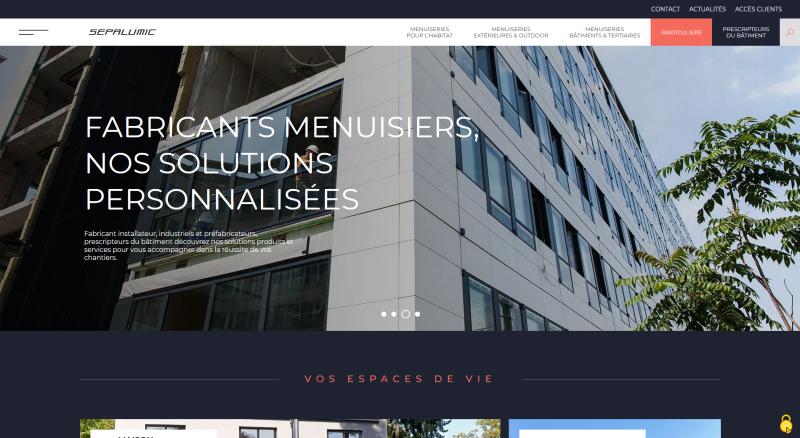 CONTACT ACTUALITÉS ACCÈS CLIENTS
SEPALUMIC
MENUISERIES
POUR L'HABITAT
MENUISERIES
EXTÉRIEURES & OUTDOOR
MENUISERIES
BÂTIMENTS & TERTIAIRES
PARTICULIERS
PRESCRIPTEURS
DU BÂTIMENT
FABRICANTS MENUISIERS,
NOS SOLUTIONS
PERSONNALISÉES
Fabricant installateur, industriels et préfabricateurs,
prescripteurs du bâtiment découvrez nos solutions produits et
services pour vous accompagner dans la réussite de vos
chantiers.
VOS ESPACES DE VIE